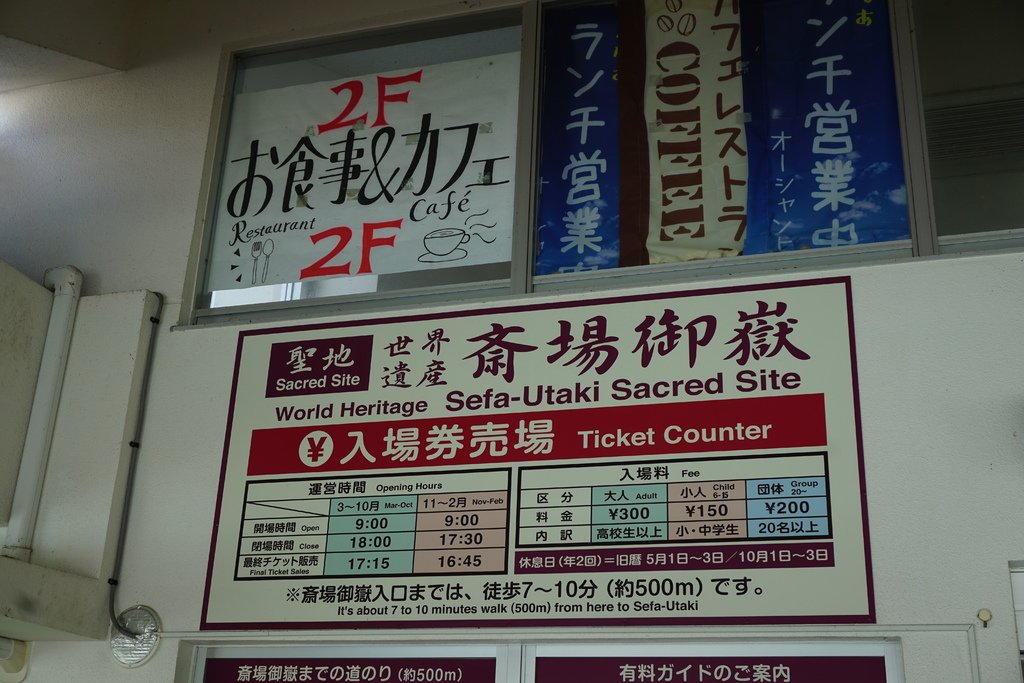 2F
お食事&カフェ
Restaurant
Café
2F
ランチ営業
COFFEE
カフェレストラ
オーシャン
ンチ営業中
聖地
Sacred Site
世界
遺産
斎場御嶽
World Heritage Sefa-Utaki Sacred Site
¥ 入場券売場 Ticket Counter
運営時間 Opening Hours
3〜10月 Mar-Oct 11〜2月 Nov-Feb
開場時間 Open 9:00 9:00
閉場時間 Close 18:00 17:30
最終チケット販売 17:15 16:45
Final Ticket Sales
入場料 Fee
区分 大人 Adult 小人 Child 6-15 団体 Group 20~
料金 ¥300 ¥150 ¥200
内訳 高校生以上 小・中学生 20名以上
休息日(年2回)=旧暦 5月1日〜3日/10月1日〜3日
※斎場御嶽入口までは、徒歩7〜10分(約500m)です。
It's about 7 to 10 minutes walk (500m) from here to Sefa-Utaki
斎場御嶽までの道のり(約500m)
有料ガイドのご案内